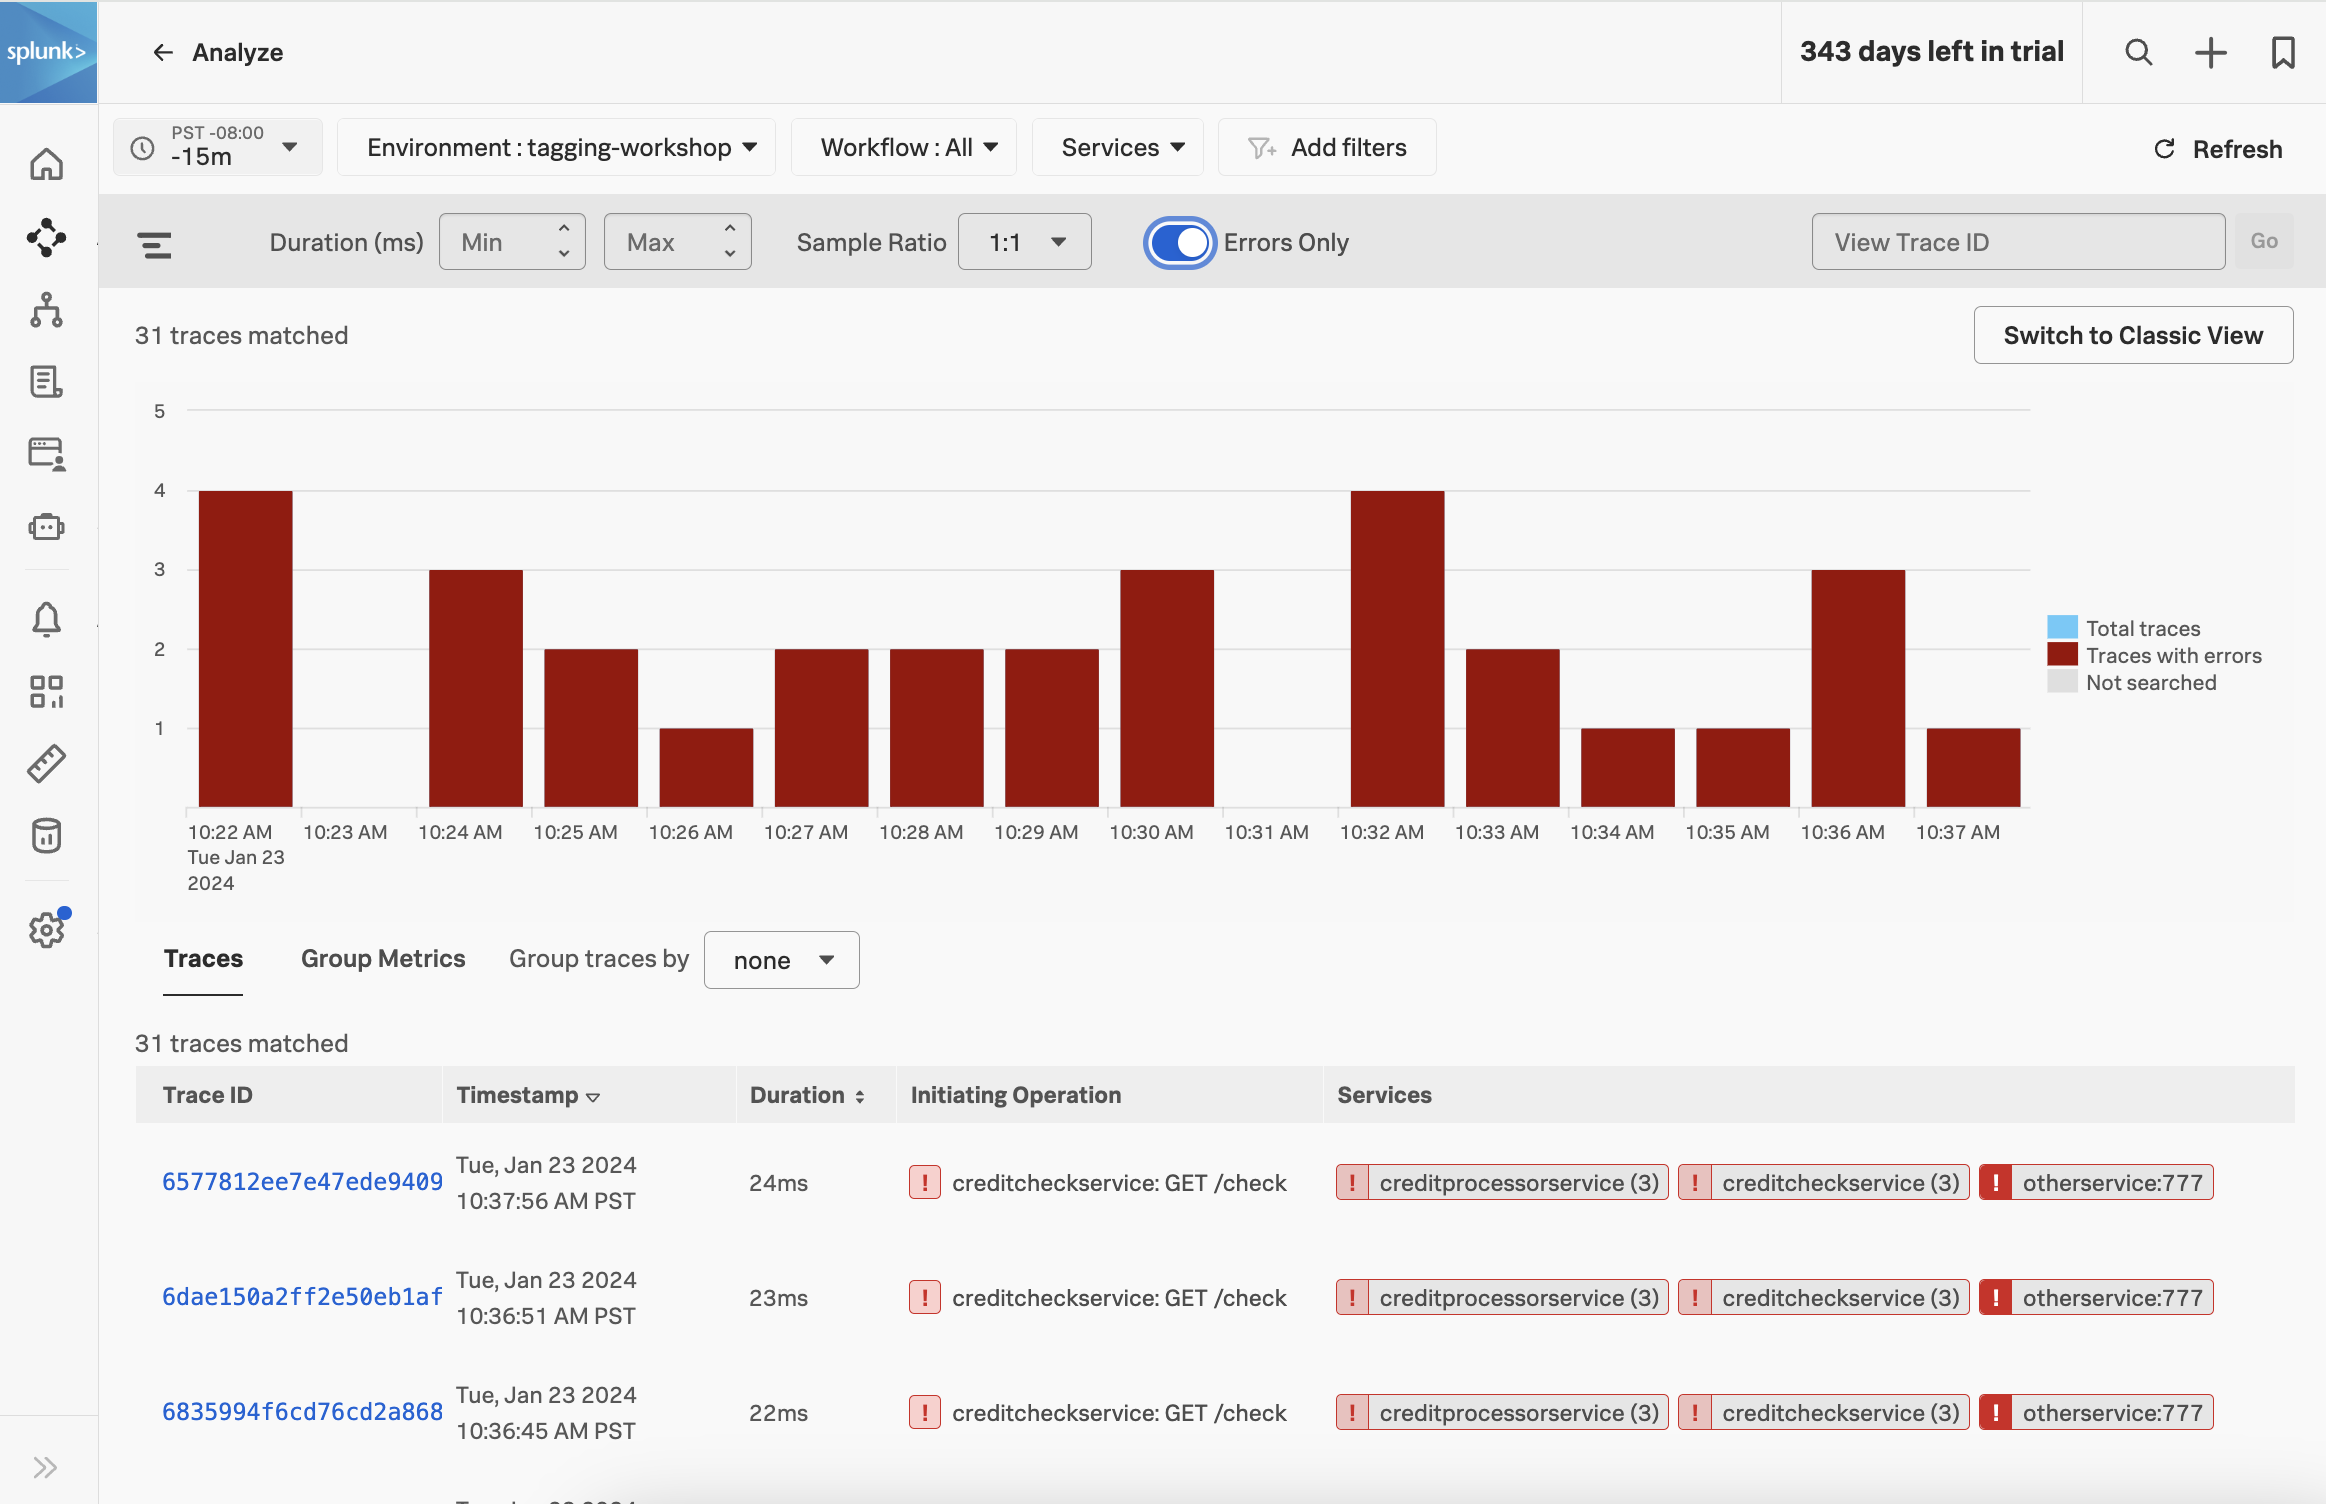 splunk>
Analyze
343 days left in trial
PST -08:00
-15m
Environment : tagging-workshop
Workflow : All
Services
Add filters
Refresh
Duration (ms)
Min
Max
Sample Ratio
1:1
Errors Only
View Trace ID
Go
31 traces matched
Switch to Classic View
5
4
3
2
1
Total traces
Traces with errors
Not searched
10:22 AM
Tue Jan 23
2024
10:23 AM
10:24 AM
10:25 AM
10:26 AM
10:27 AM
10:28 AM
10:29 AM
10:30 AM
10:31 AM
10:32 AM
10:33 AM
10:34 AM
10:35 AM
10:36 AM
10:37 AM
Traces
Group Metrics
Group traces by
none
31 traces matched
Trace ID
Timestamp
Duration
Initiating Operation
Services
6577812ee7e47ede9409
Tue, Jan 23 2024
10:37:56 AM PST
24ms
! creditcheckservice: GET /check
! creditprocessorservice (3)
! creditcheckservice (3)
! otherservice:777
6dae150a2ff2e50eb1af
Tue, Jan 23 2024
10:36:51 AM PST
23ms
! creditcheckservice: GET /check
! creditprocessorservice (3)
! creditcheckservice (3)
! otherservice:777
6835994f6cd76cd2a868
Tue, Jan 23 2024
10:36:45 AM PST
22ms
! creditcheckservice: GET /check
! creditprocessorservice (3)
! creditcheckservice (3)
! otherservice:777